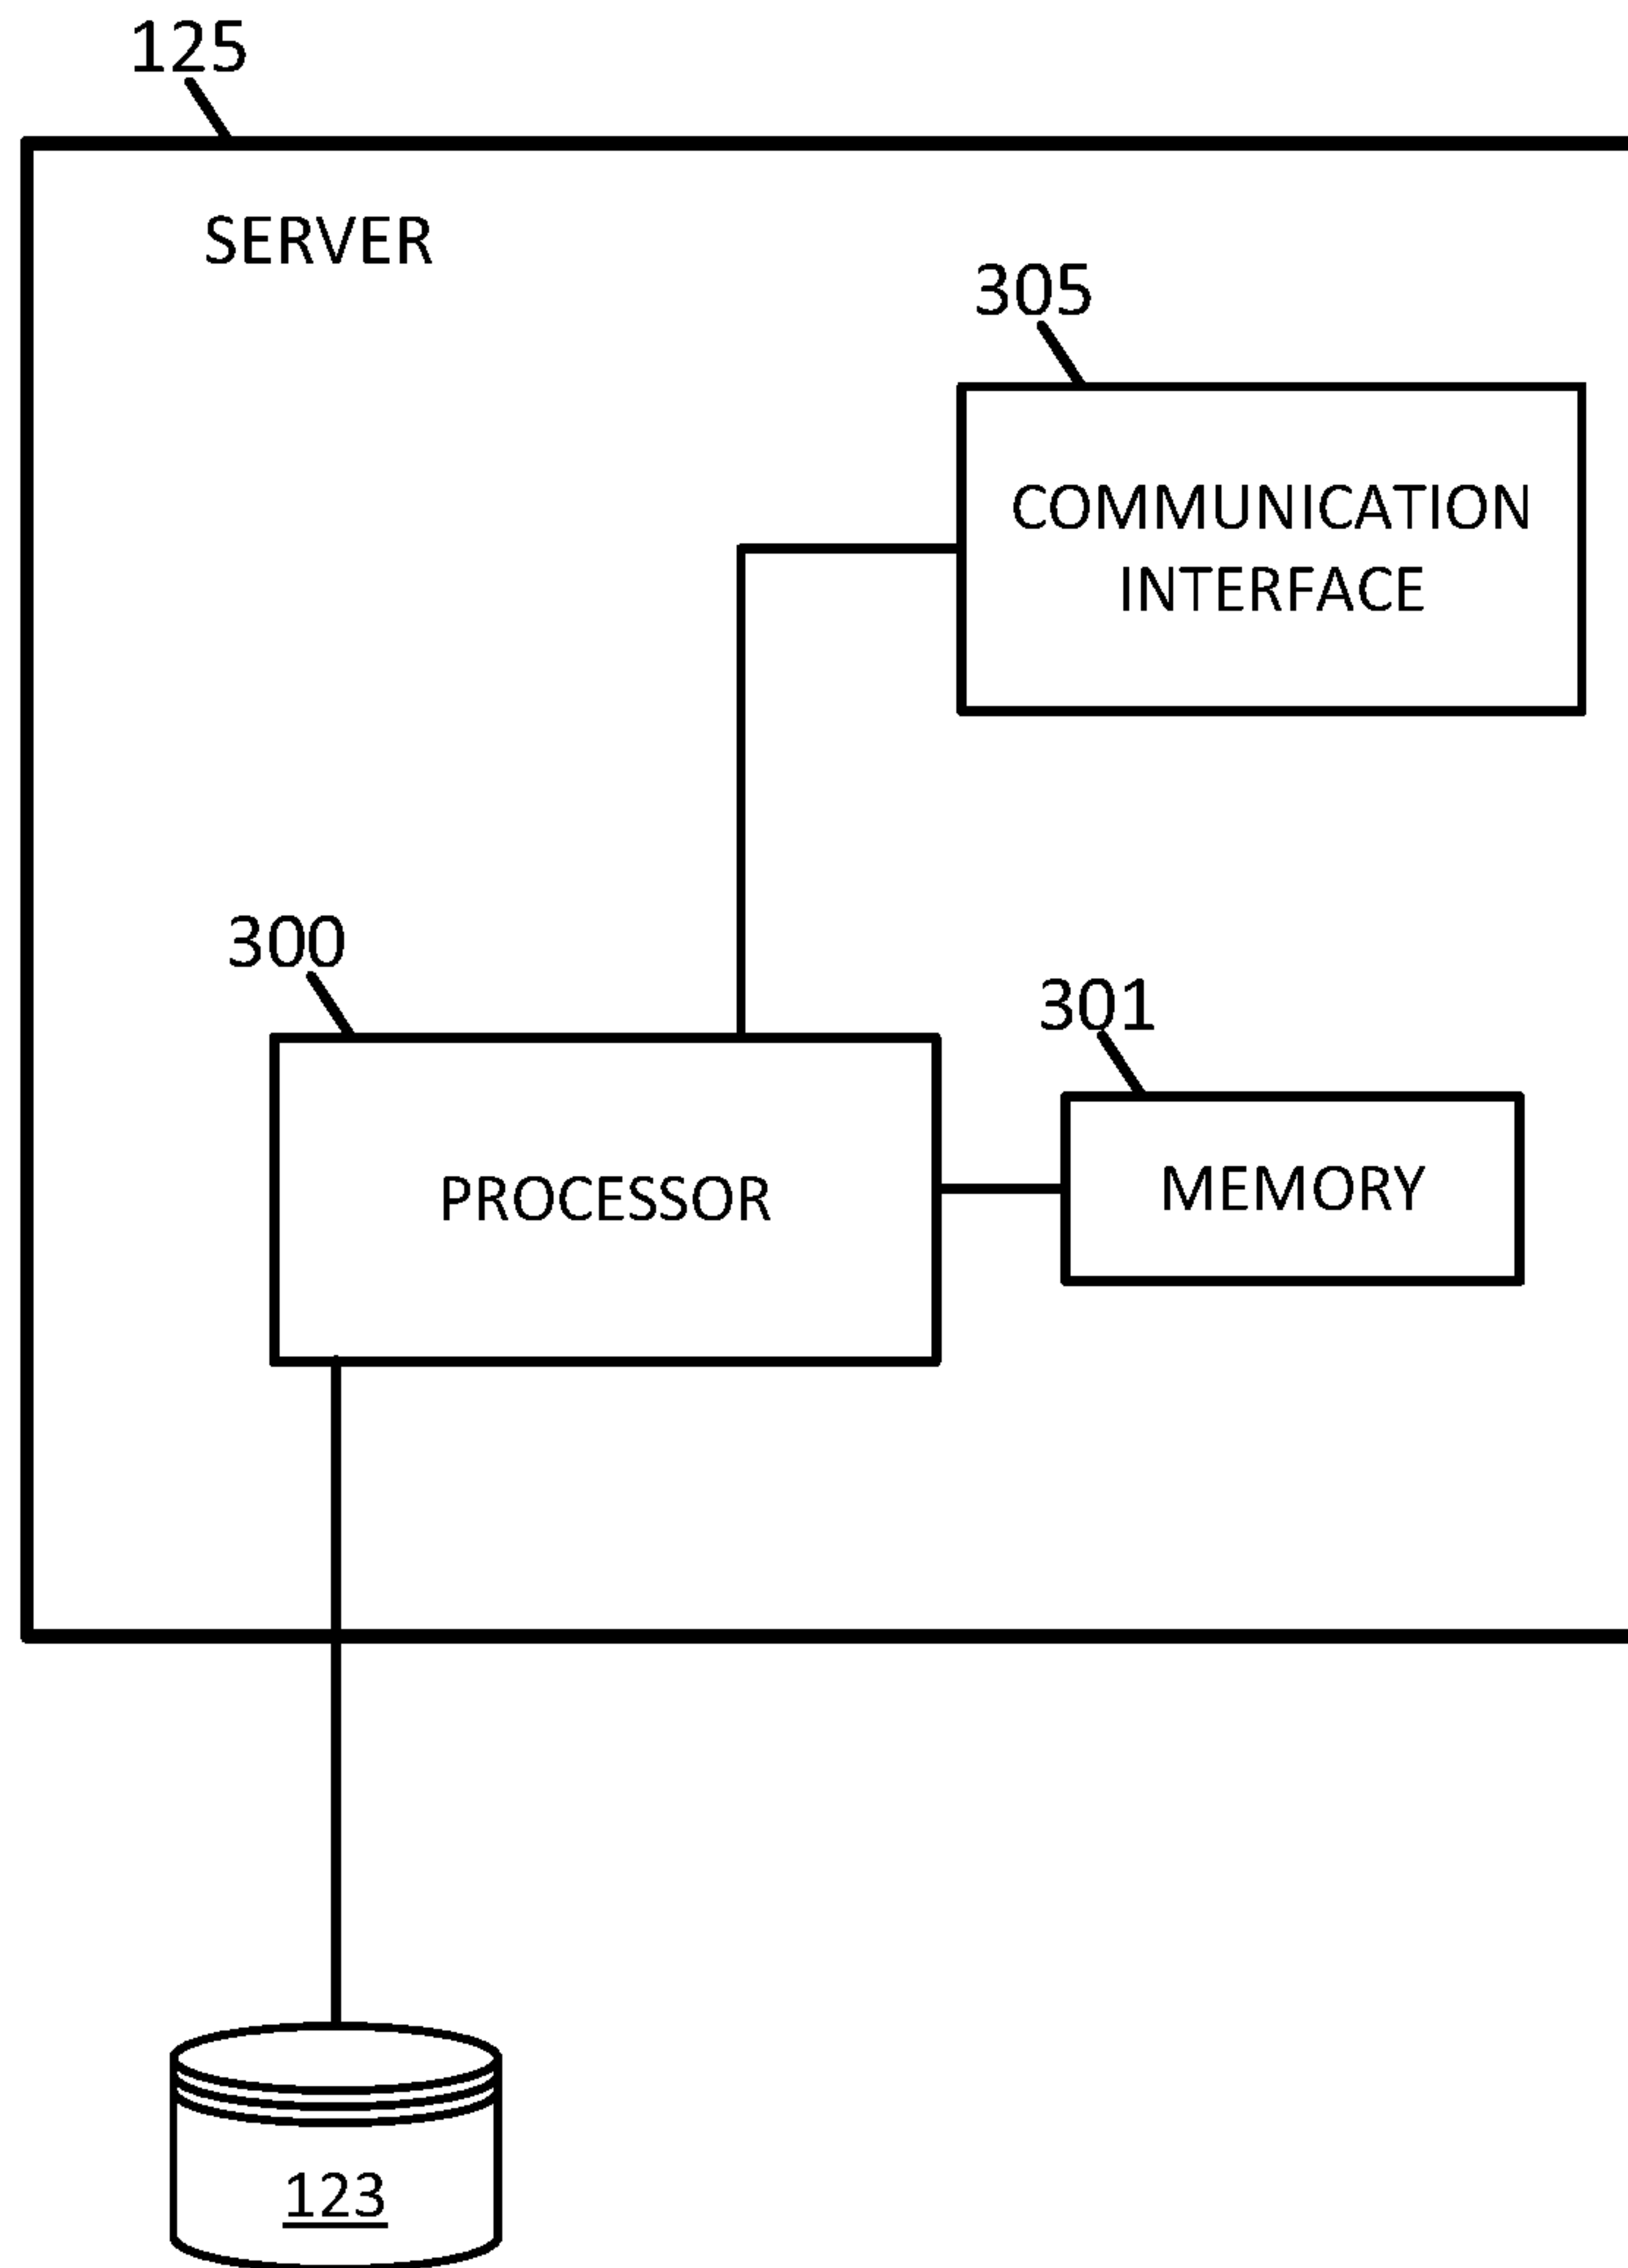 125
SERVER
305
COMMUNICATION
INTERFACE
300
301
PROCESSOR
MEMORY
123